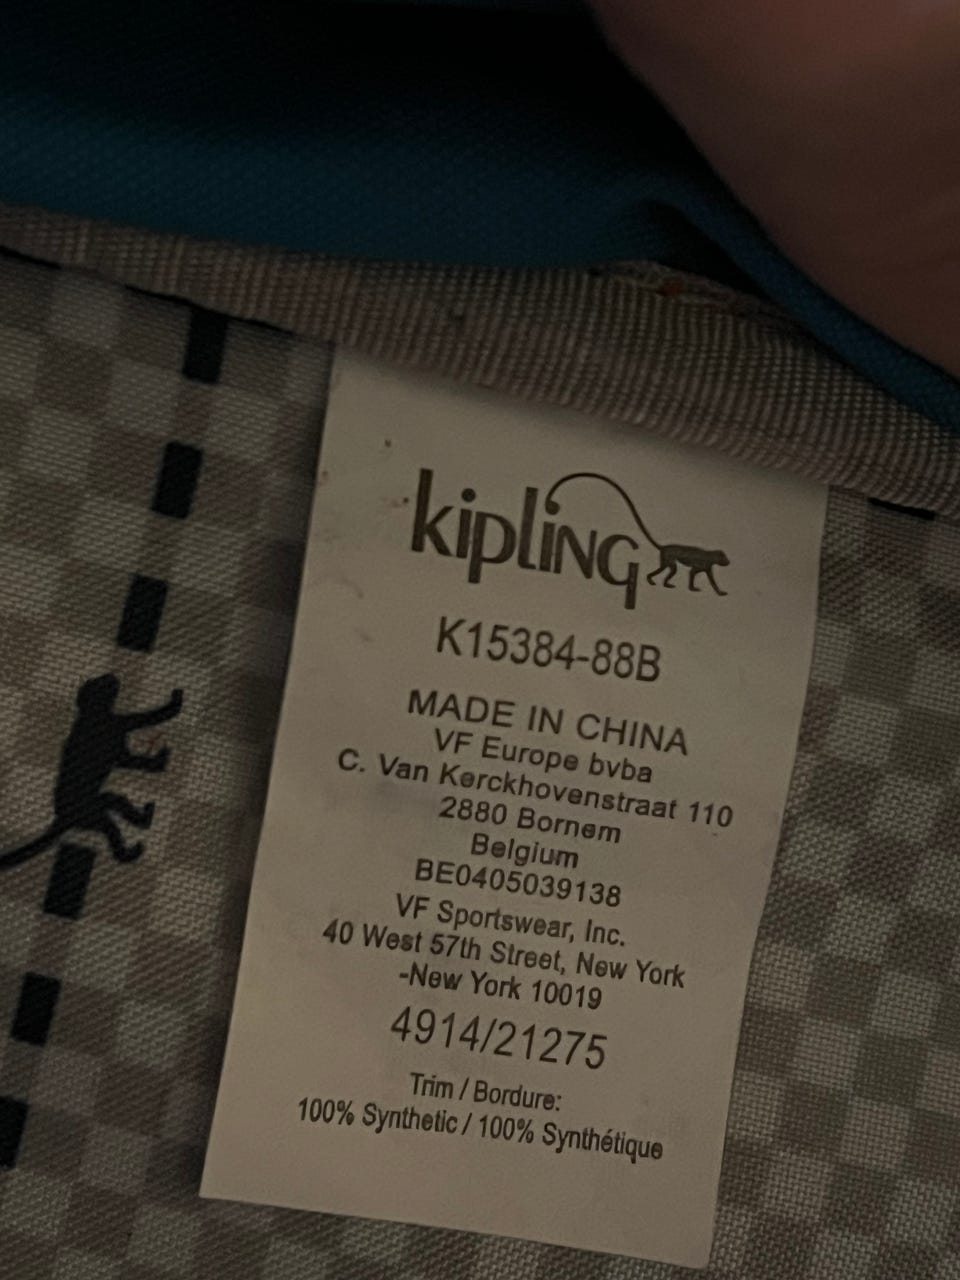 kipling
K15384-88B
MADE IN CHINA
VF Europe bvba
C. Van Kerckhovenstraat 110
2880 Bornem
Belgium
BE0405039138
VF Sportswear, Inc.
40 West 57th Street, New York
-New York 10019
4914/21275
Trim / Bordure:
100% Synthetic / 100% Synthétique